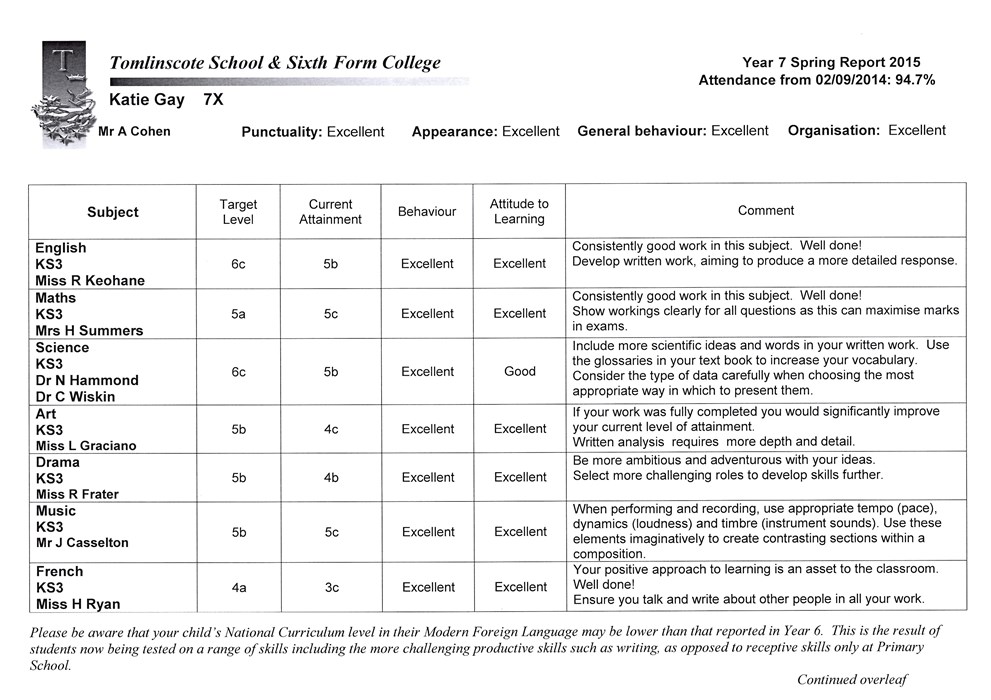 T
Tomlinscote School & Sixth Form College
Year 7 Spring Report 2015
Attendance from 02/09/2014: 94.7%
Katie Gay 7X
Mr A Cohen
Punctuality: Excellent Appearance: Excellent General behaviour: Excellent Organisation: Excellent
Subject
Target
Level
Current
Attainment
Behaviour
Attitude to
Learning
Comment
English
KS3
Miss R Keohane
6c
5b
Excellent
Excellent
Consistently good work in this subject. Well done!
Develop written work, aiming to produce a more detailed response.
Maths
KS3
Mrs H Summers
5a
5c
Excellent
Excellent
Consistently good work in this subject. Well done!
Show workings clearly for all questions as this can maximise marks
in exams.
Science
KS3
Dr N Hammond
Dr C Wiskin
6c
5b
Excellent
Good
Include more scientific ideas and words in your written work. Use
the glossaries in your text book to increase your vocabulary.
Consider the type of data carefully when choosing the most
appropriate way in which to present them.
Art
KS3
Miss L Graciano
5b
4c
Excellent
Excellent
If your work was fully completed you would significantly improve
your current level of attainment.
Written analysis requires more depth and detail.
Drama
KS3
Miss R Frater
5b
4b
Excellent
Excellent
Be more ambitious and adventurous with your ideas.
Select more challenging roles to develop skills further.
Music
KS3
Mr J Casselton
5b
5c
Excellent
Excellent
When performing and recording, use appropriate tempo (pace),
dynamics (loudness) and timbre (instrument sounds). Use these
elements imaginatively to create contrasting sections within a
composition.
French
KS3
Miss H Ryan
4a
3c
Excellent
Excellent
Your positive approach to learning is an asset to the classroom.
Well done!
Ensure you talk and write about other people in all your work.
Please be aware that your child's National Curriculum level in their Modern Foreign Language may be lower than that reported in Year 6. This is the result of
students now being tested on a range of skills including the more challenging productive skills such as writing, as opposed to receptive skills only at Primary
School.
Continued overleaf